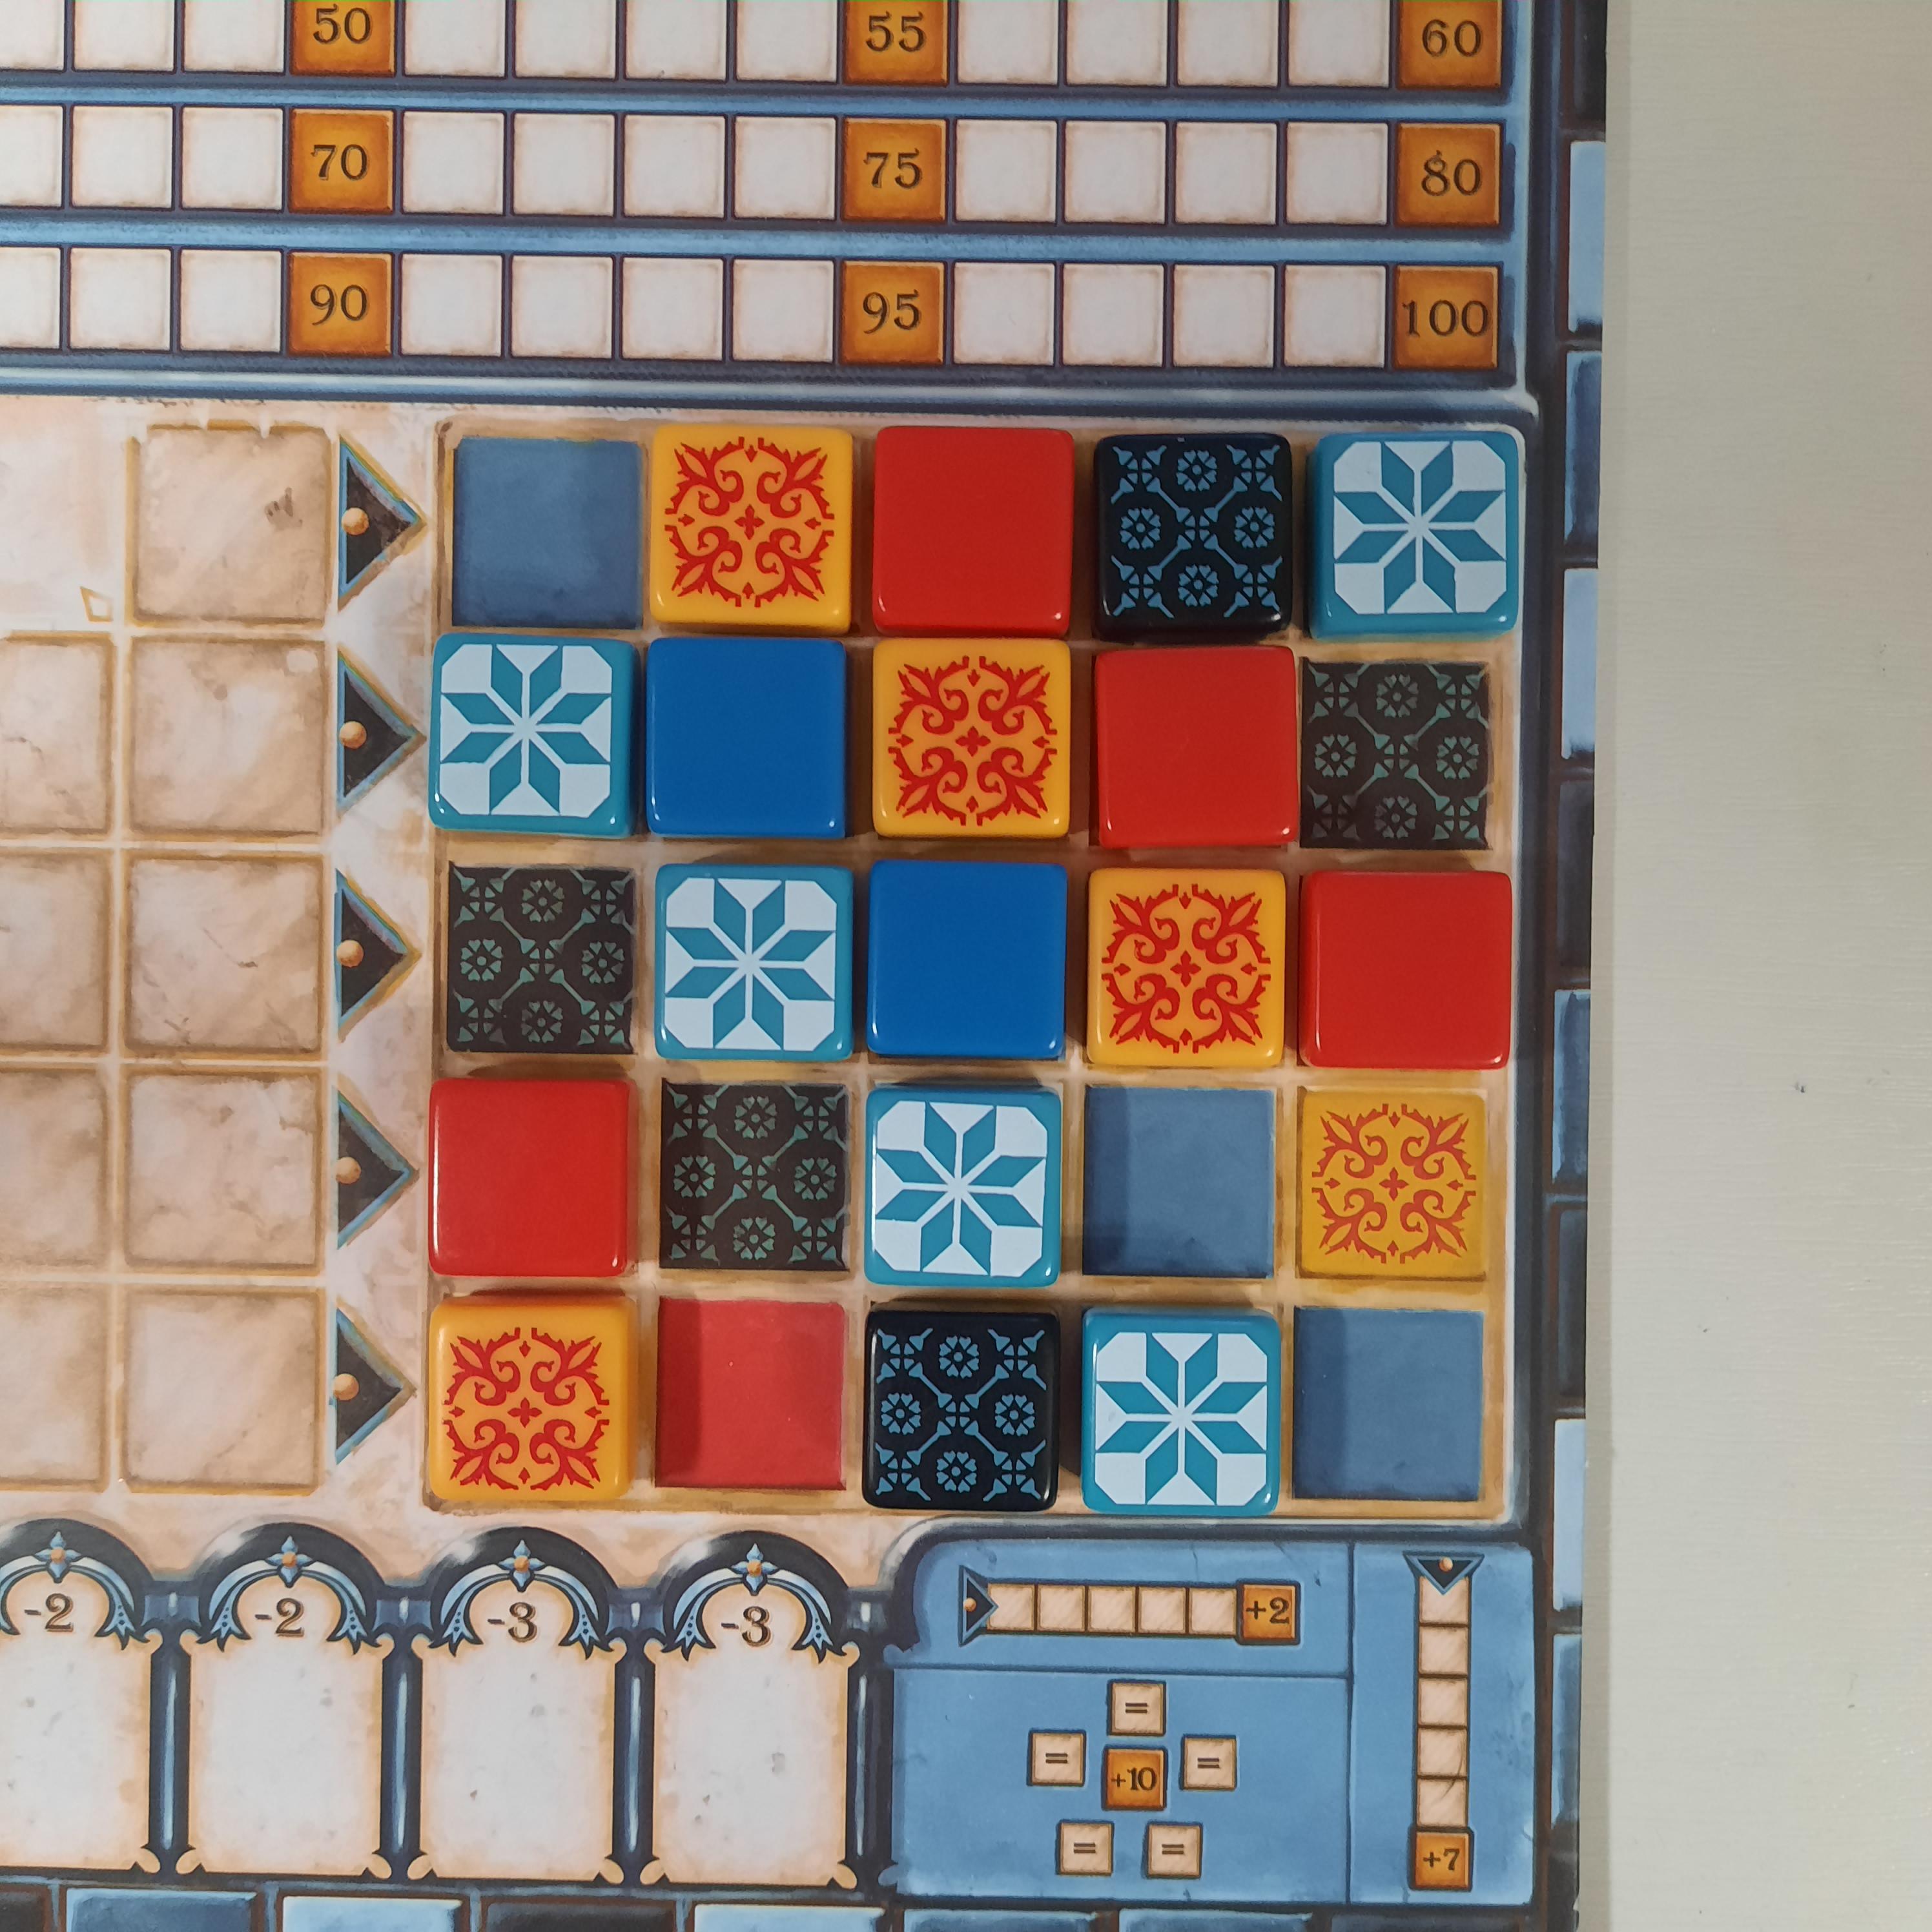 50 55 60
70 75 80
90 95 100
-2 -2 -3 -3
+2
=
= +10 =
= =
+7